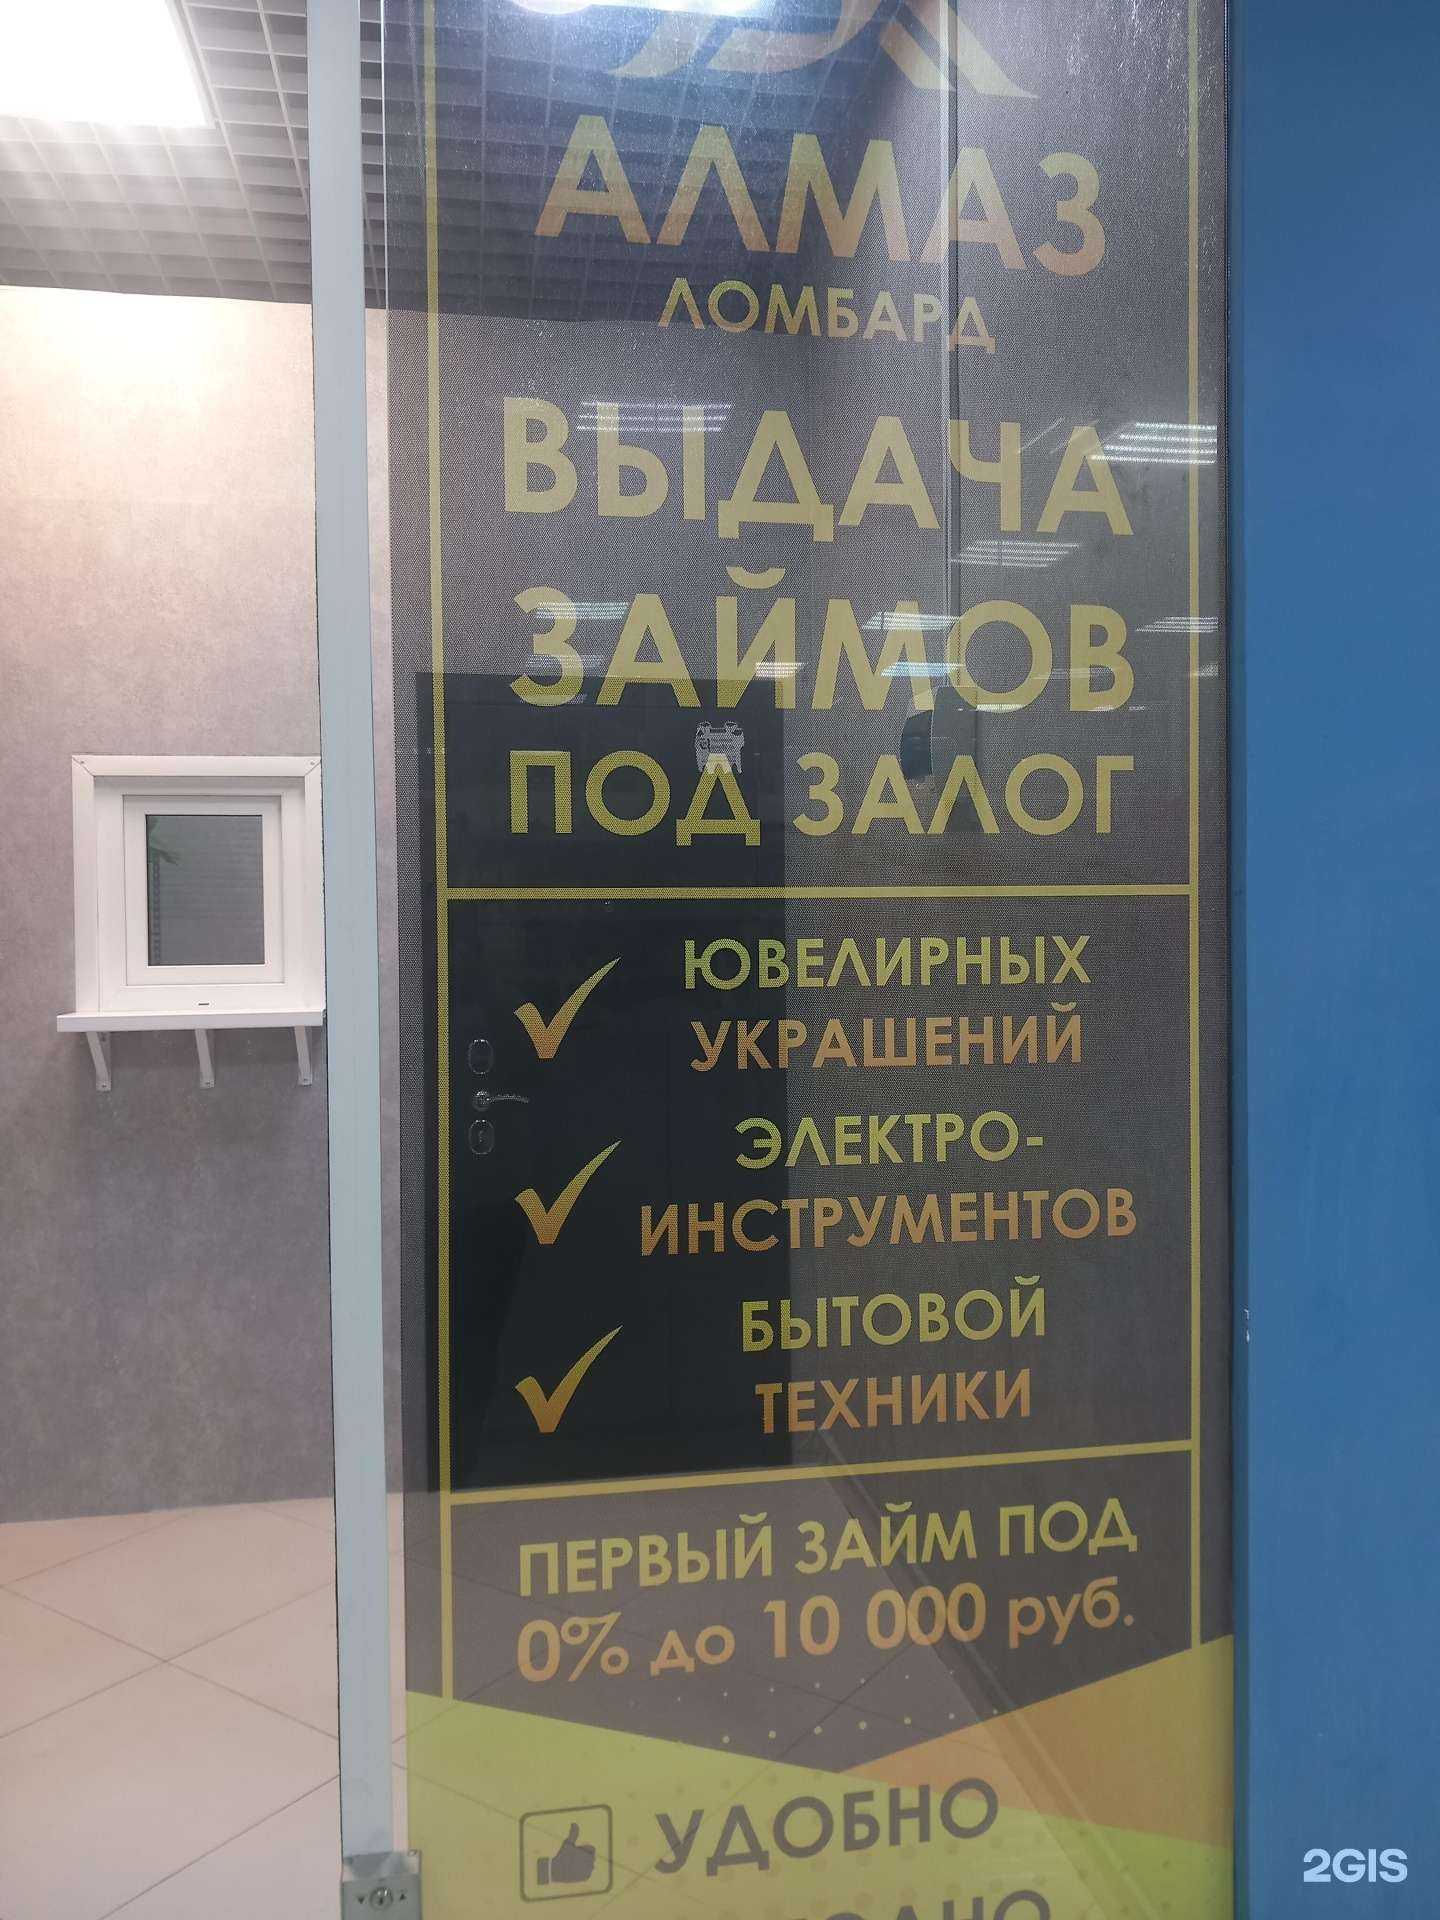 АЛМАЗ
ЛОМБАРД
ВЫДАЧА
ЗАЙМОВ
ПОД ЗАЛОГ
ЮВЕЛИРНЫХ
УКРАШЕНИЙ
ЭЛЕКТРО-
ИНСТРУМЕНТОВ
БЫТОВОЙ
ТЕХНИКИ
ПЕРВЫЙ ЗАЙМ ПОД
0% до 10 000 руб.
УДОБНО
2GIS